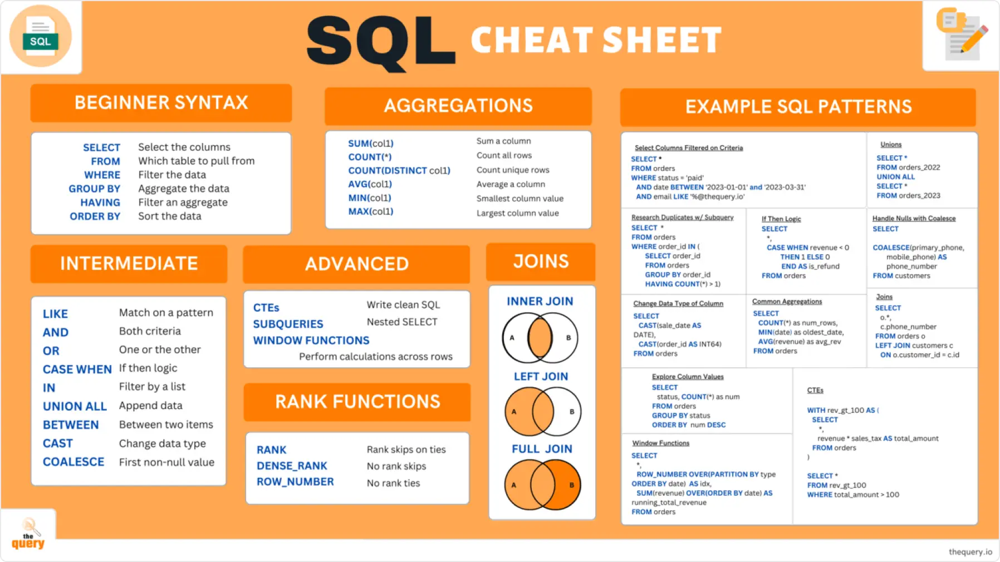 SQL
SQL CHEAT SHEET
BEGINNER SYNTAX
SELECT Select the columns
FROM Which table to pull from
WHERE Filter the data
GROUP BY Aggregate the data
HAVING Filter an aggregate
ORDER BY Sort the data
AGGREGATIONS
SUM(col1) Sum a column
COUNT(*) Count all rows
COUNT(DISTINCT col1) Count unique rows
AVG(col1) Average a column
MIN(col1) Smallest column value
MAX(col1) Largest column value
INTERMEDIATE
LIKE Match on a pattern
AND Both criteria
OR One or the other
CASE WHEN If then logic
IN Filter by a list
UNION ALL Append data
BETWEEN Between two items
CAST Change data type
COALESCE First non-null value
ADVANCED
CTEs Write clean SQL
SUBQUERIES Nested SELECT
WINDOW FUNCTIONS
Perform calculations across rows
RANK FUNCTIONS
RANK Rank skips on ties
DENSE_RANK No rank skips
ROW_NUMBER No rank ties
JOINS
INNER JOIN
A B
LEFT JOIN
A B
FULL JOIN
A B
EXAMPLE SQL PATTERNS
Select Columns Filtered on Criteria
SELECT *
FROM orders
WHERE status = 'paid'
AND date BETWEEN '2023-01-01' and '2023-03-31'
AND email LIKE '%@thequery.io'
Unions
SELECT *
FROM orders_2022
UNION ALL
SELECT *
FROM orders_2023
Research Duplicates w/ Subquery
SELECT *
FROM orders
WHERE order_id IN (
SELECT order_id
FROM orders
GROUP BY order_id
HAVING COUNT(*) > 1)
If Then Logic
SELECT
*,
CASE WHEN revenue < 0
THEN 1 ELSE 0
END AS is_refund
FROM orders
Handle Nulls with Coalesce
SELECT
COALESCE(primary_phone,
mobile_phone) AS
phone_number
FROM customers
Change Data Type of Column
SELECT
CAST(sale_date AS
DATE),
CAST(order_id AS INT64)
FROM orders
Common Aggregations
SELECT
COUNT(*) as num_rows,
MIN(date) as oldest_date,
AVG(revenue) as avg_rev
FROM orders
Joins
SELECT
o.*,
c.phone_number
FROM orders o
LEFT JOIN customers c
ON o.customer_id = c.id
Explore Column Values
SELECT
status, COUNT(*) as num
FROM orders
GROUP BY status
ORDER BY num DESC
Window Functions
SELECT
*,
ROW_NUMBER OVER(PARTITION BY type
ORDER BY date) AS idx,
SUM(revenue) OVER(ORDER BY date) AS
running_total_revenue
FROM orders
CTEs
WITH rev_gt_100 AS (
SELECT
*,
revenue * sales_tax AS total_amount
FROM orders
)
SELECT *
FROM rev_gt_100
WHERE total_amount > 100
the
query
thequery.io